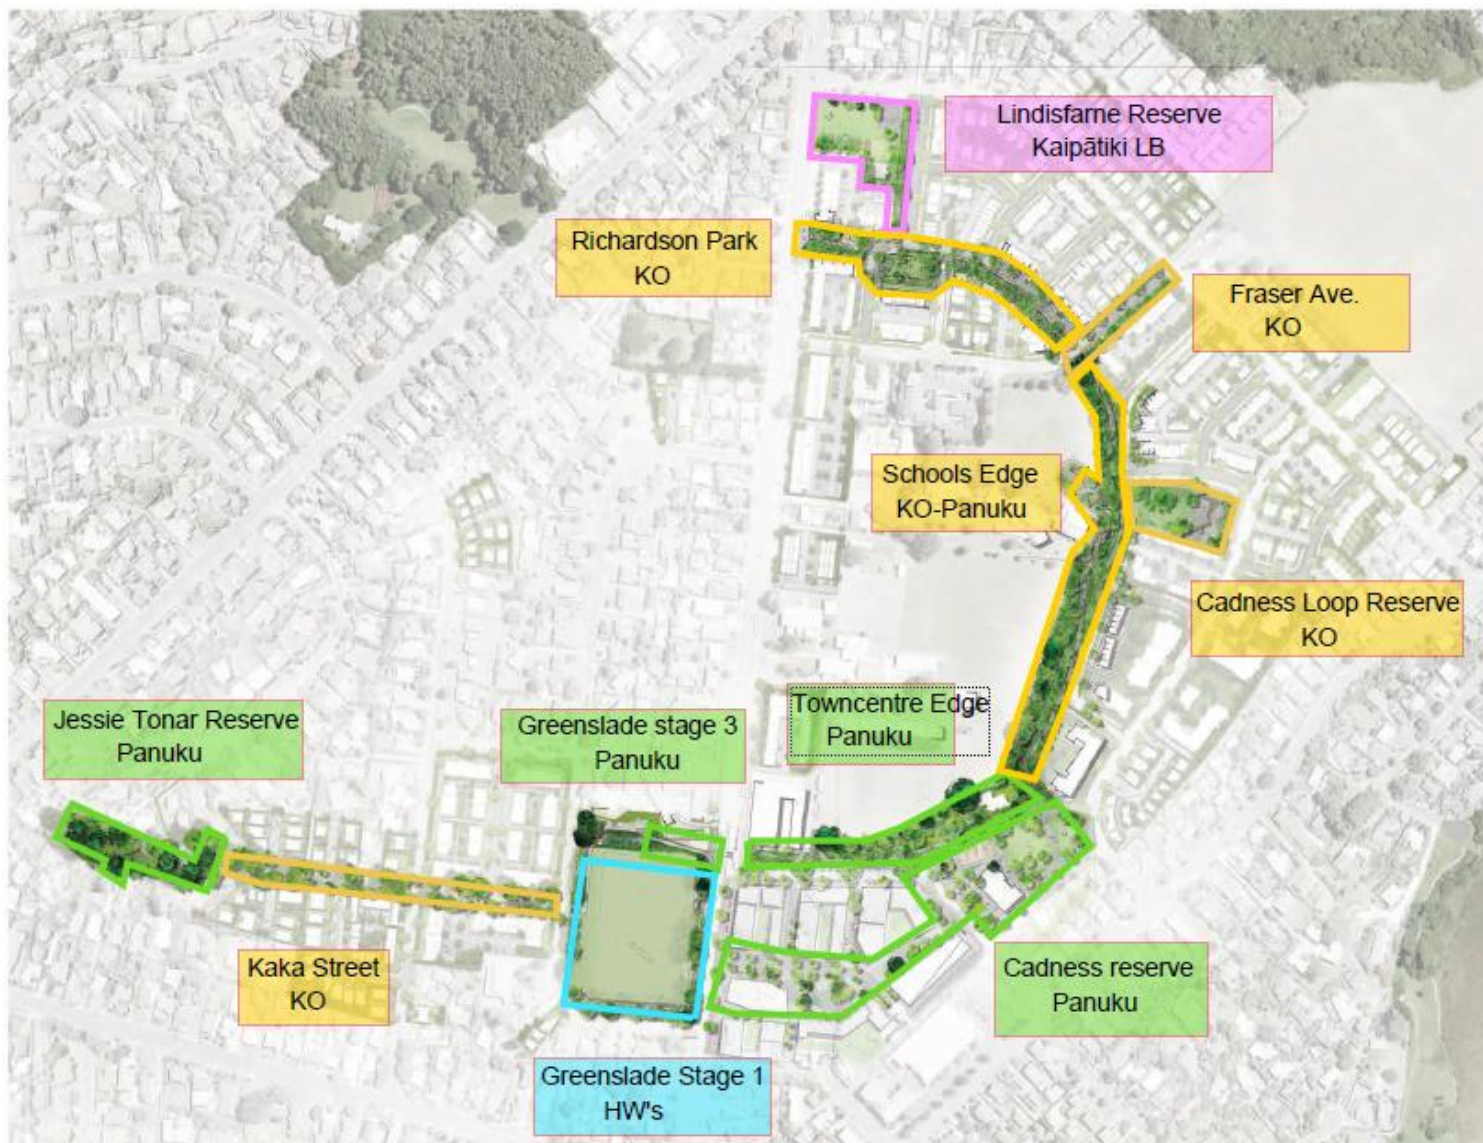 Lindisfarne Reserve
Kaipātiki LB
Richardson Park
KO
Fraser Ave.
KO
Schools Edge
KO-Panuku
Cadness Loop Reserve
KO
Jessie Tonar Reserve
Panuku
Greenslade stage 3
Panuku
Towncentre Edge
Panuku
Kaka Street
KO
Cadness reserve
Panuku
Greenslade Stage 1
HW's